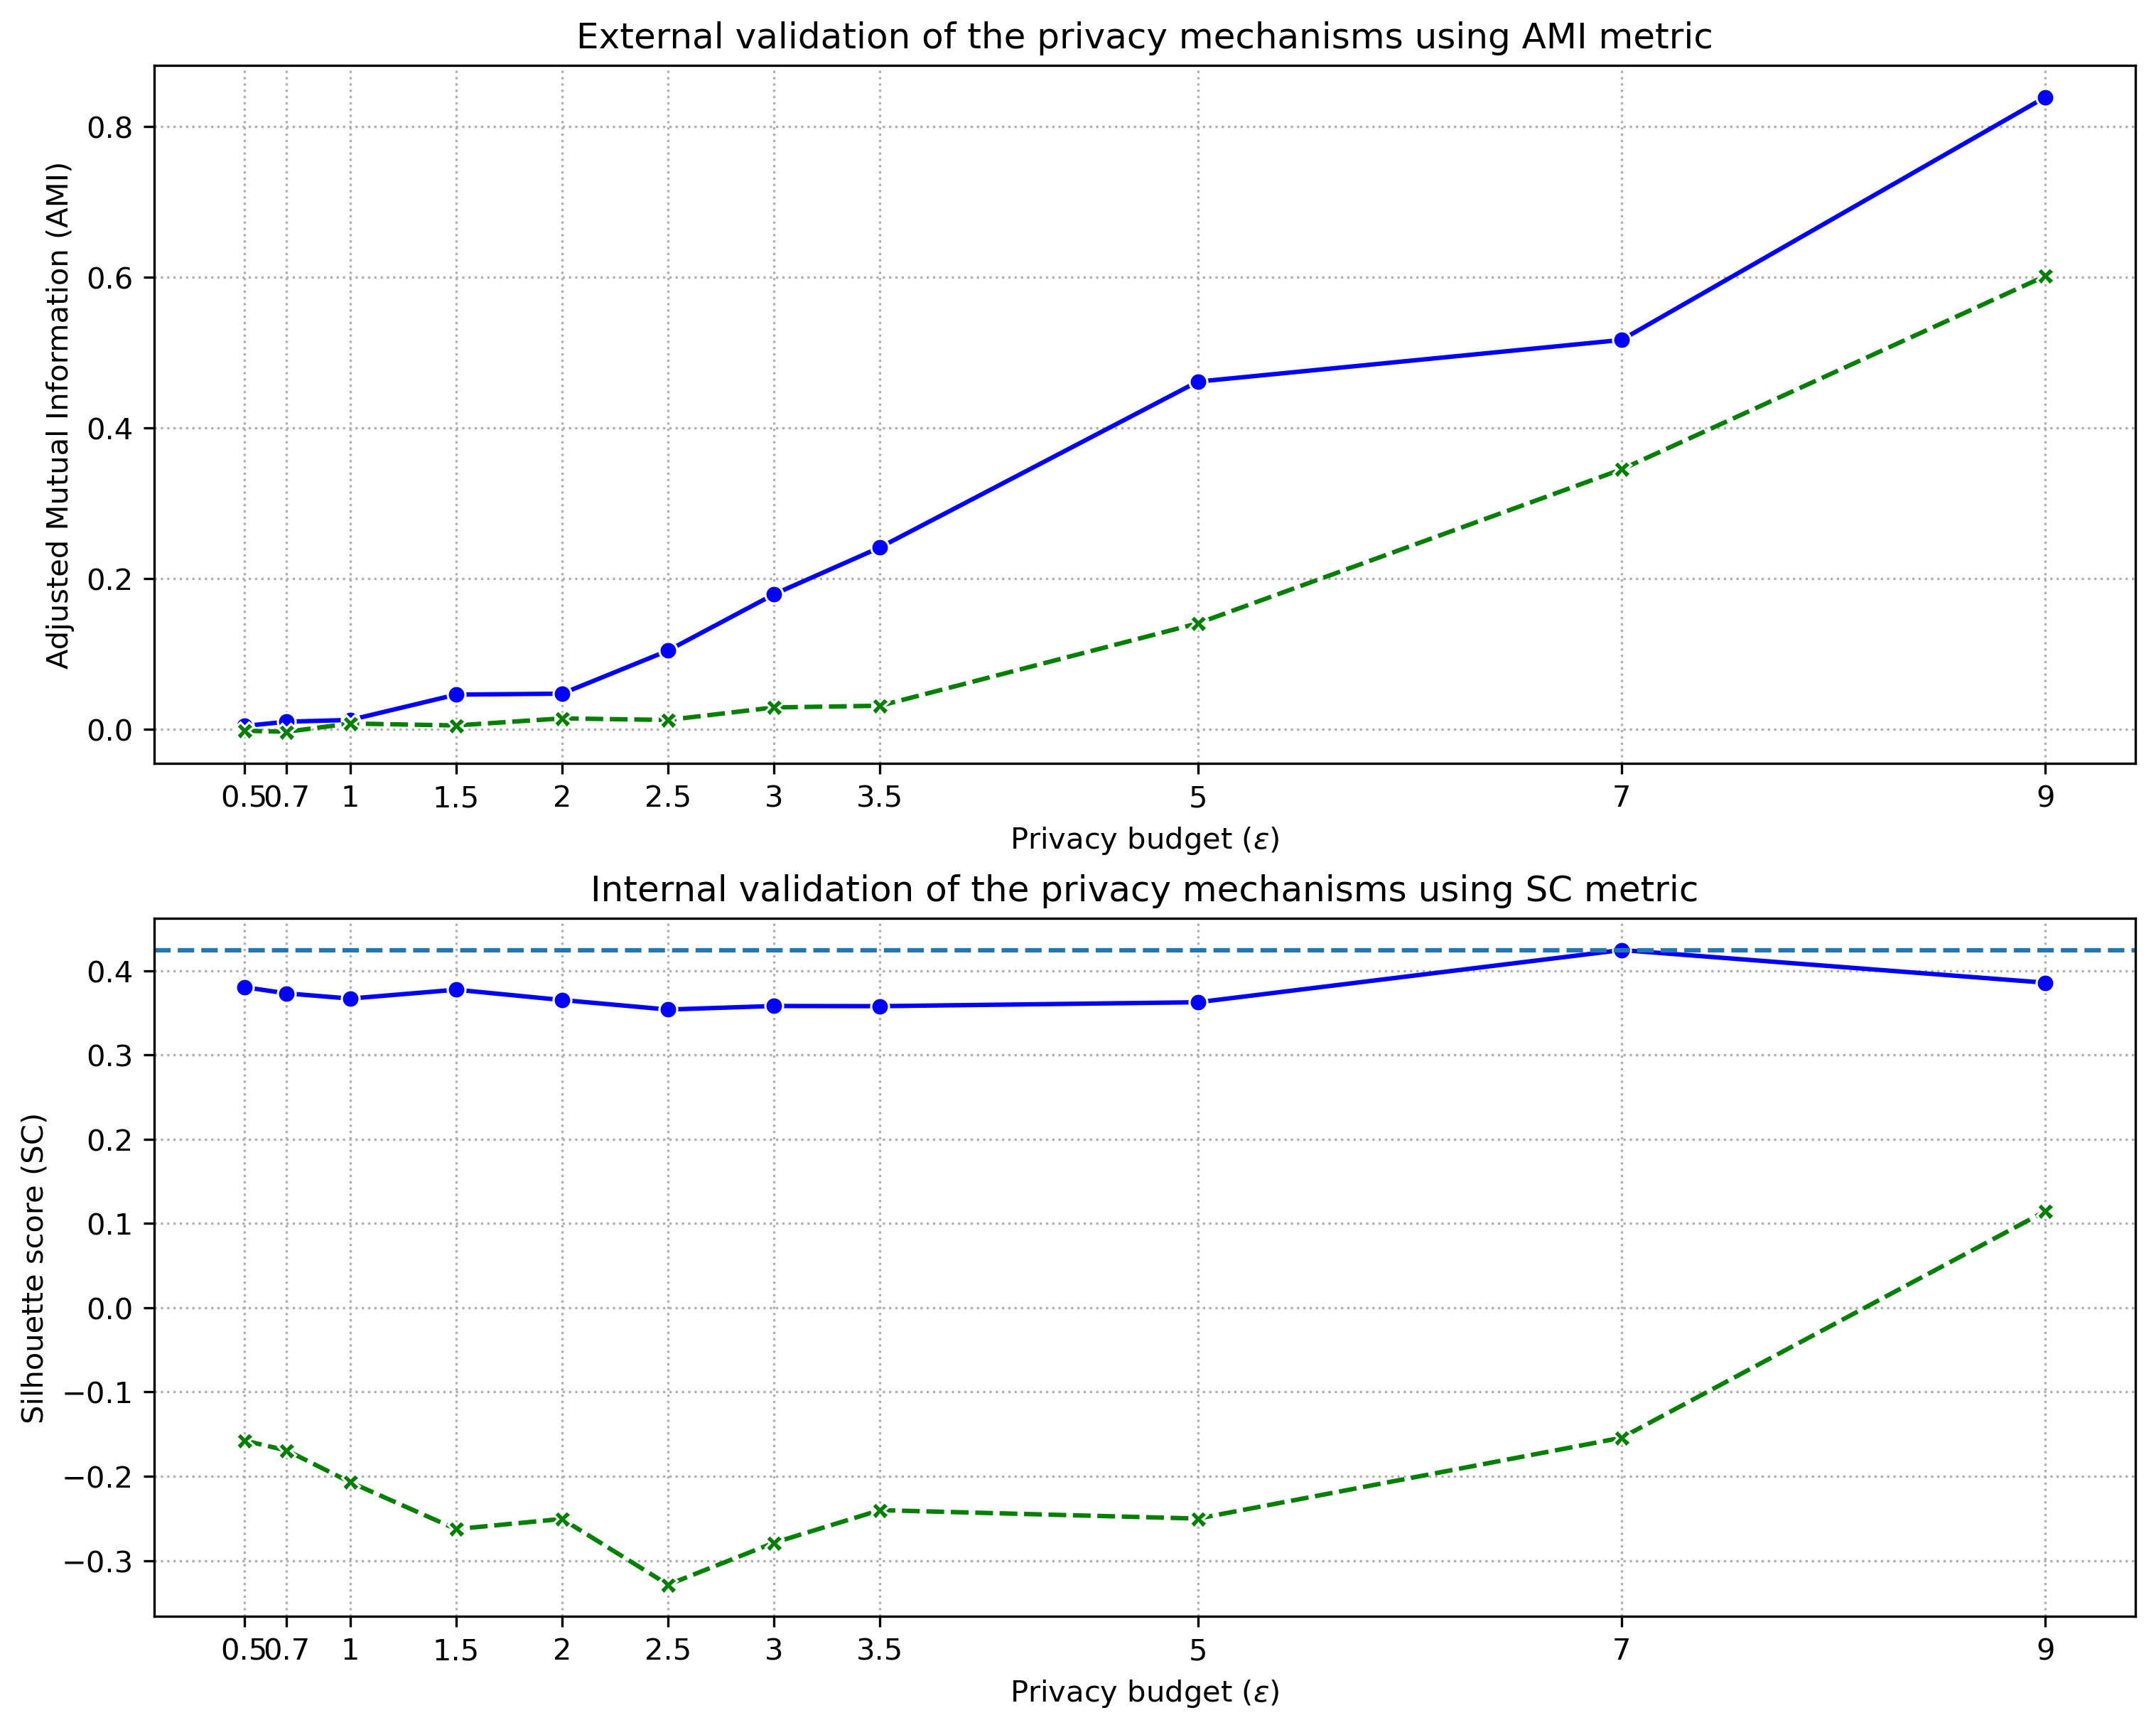 External validation of the privacy mechanisms using AMI metric
Adjusted Mutual Information (AMI)
0.8
0.6
0.4
0.2
0.0
0.5 0.7 1 1.5 2 2.5 3 3.5 5 7 9
Privacy budget (ε)
Internal validation of the privacy mechanisms using SC metric
Silhouette score (SC)
0.4
0.3
0.2
0.1
0.0
−0.1
−0.2
−0.3
0.5 0.7 1 1.5 2 2.5 3 3.5 5 7 9
Privacy budget (ε)